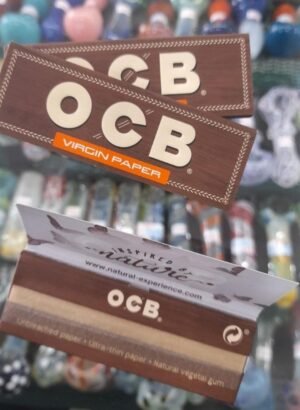 OCB®
OCB®
VIRGIN PAPER
INSPIRED
by nature
www.natural-experience.com
OCB®
Unbleached paper • Ultra-thin paper • Natural vegetal gum